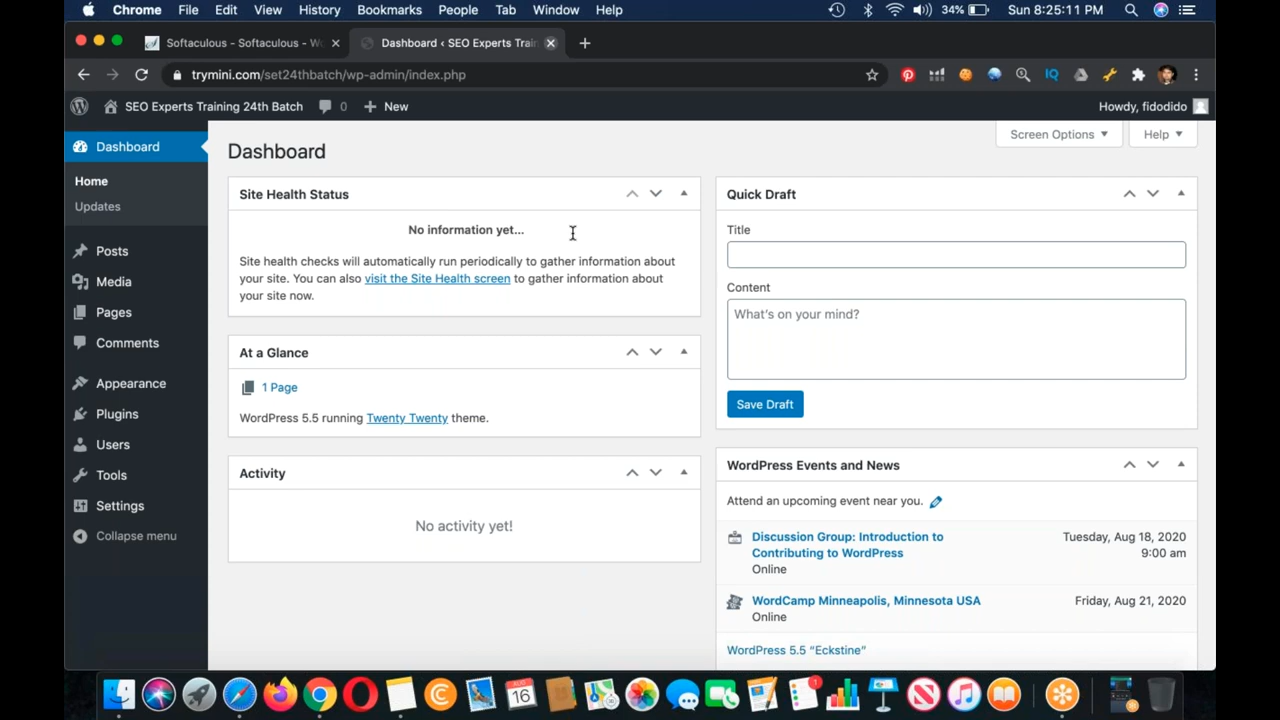 Chrome File Edit View History Bookmarks People Tab Window Help 34% Sun 8:25:11 PM
Softaculous - Softaculous - W Dashboard ‹ SEO Experts Train
trymini.com/set24thbatch/wp-admin/index.php
SEO Experts Training 24th Batch 0 New Howdy, fidodido
Dashboard
Home
Updates
Posts
Media
Pages
Comments
Appearance
Plugins
Users
Tools
Settings
Collapse menu
Screen Options Help
Dashboard
Site Health Status
No information yet...
Site health checks will automatically run periodically to gather information about
your site. You can also visit the Site Health screen to gather information about
your site now.
At a Glance
1 Page
WordPress 5.5 running Twenty Twenty theme.
Activity
No activity yet!
Quick Draft
Title
Content
What's on your mind?
Save Draft
WordPress Events and News
Attend an upcoming event near you.
Discussion Group: Introduction to
Contributing to WordPress
Online
Tuesday, Aug 18, 2020
9:00 am
WordCamp Minneapolis, Minnesota USA
Online
Friday, Aug 21, 2020
WordPress 5.5 “Eckstine”
AUG
16
1